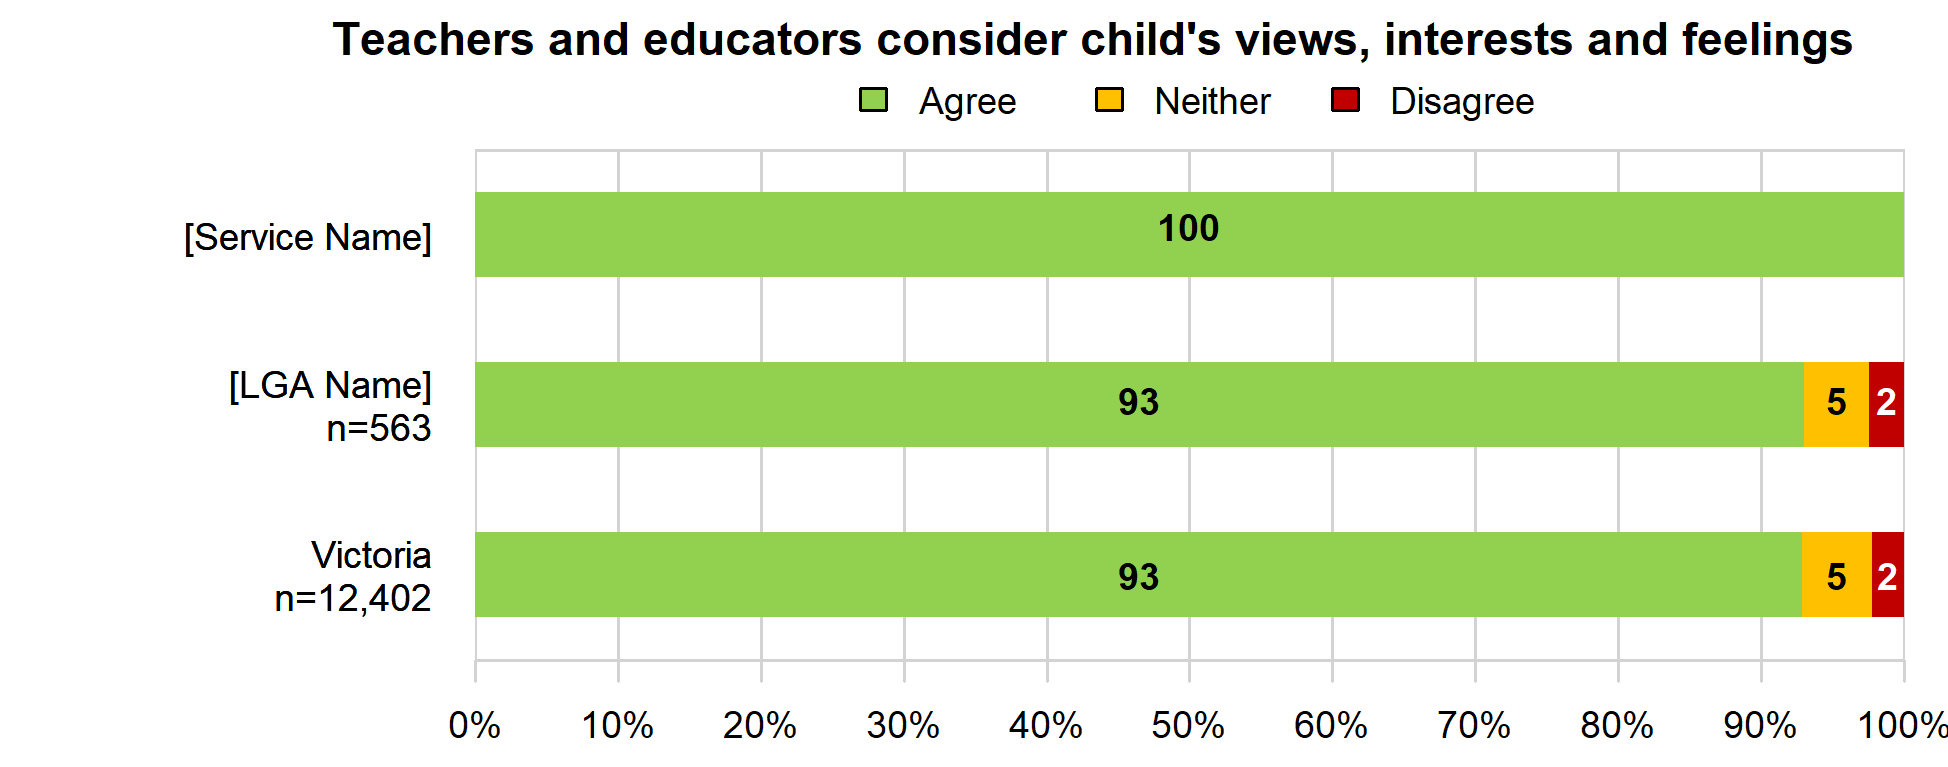 Teachers and educators consider child's views, interests and feelings
Agree Neither Disagree
[Service Name] 100
[LGA Name]
n=563
93 5 2
Victoria
n=12,402
93 5 2
0% 10% 20% 30% 40% 50% 60% 70% 80% 90% 100%